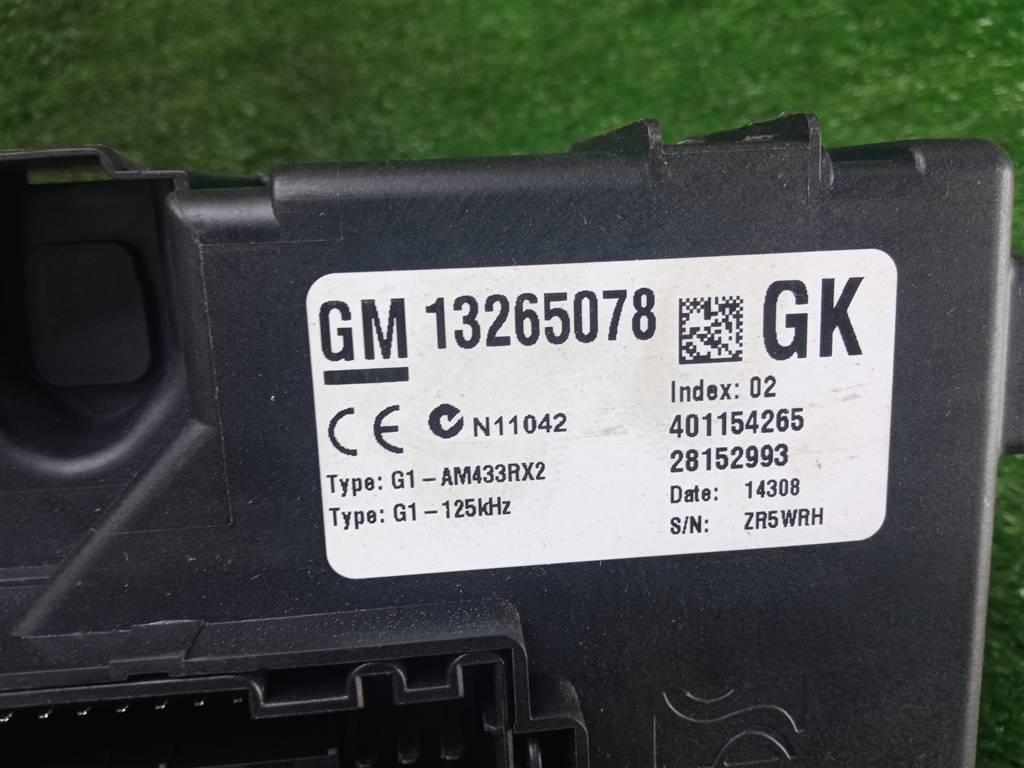 GM 13265078 GK
CE N11042
Type: G1-AM433RX2
Type: G1-125kHz
Index: 02
401154265
28152993
Date: 14308
S/N: ZR5WRH